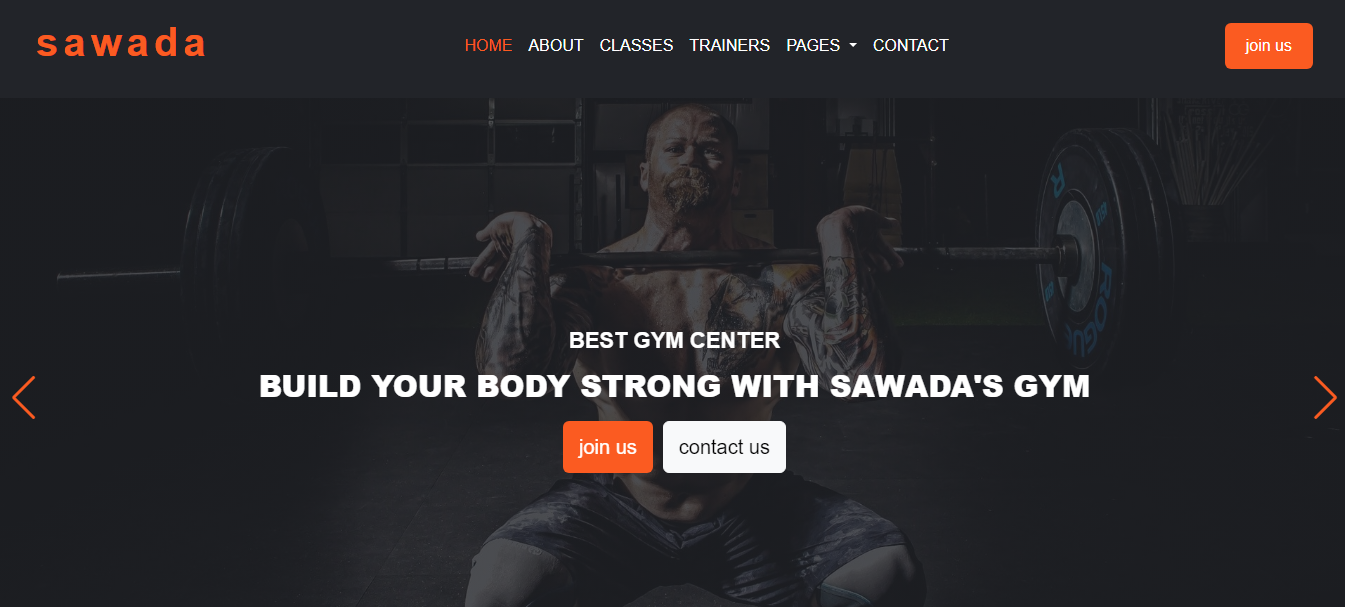 sawada
HOME ABOUT CLASSES TRAINERS PAGES CONTACT
join us
R
ROGUE
BEST GYM CENTER
BUILD YOUR BODY STRONG WITH SAWADA'S GYM
join us contact us